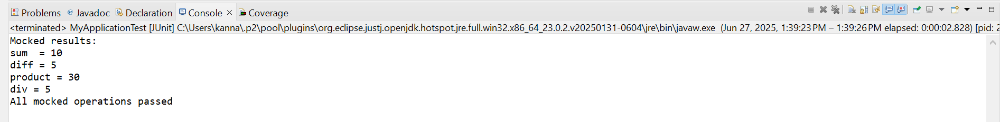 Problems @ Javadoc Declaration Console Coverage
<terminated> MyApplicationTest [JUnit] C:\Users\kanna\.p2\pool\plugins\org.eclipse.justj.openjdk.hotspot.jre.full.win32.x86_64_23.0.2.v20250131-0604\jre\bin\javaw.exe (Jun 27, 2025, 1:39:23 PM – 1:39:26 PM elapsed: 0:00:02.828) [pid: 2
Mocked results:
sum  = 10
diff = 5
product = 30
div = 5
All mocked operations passed